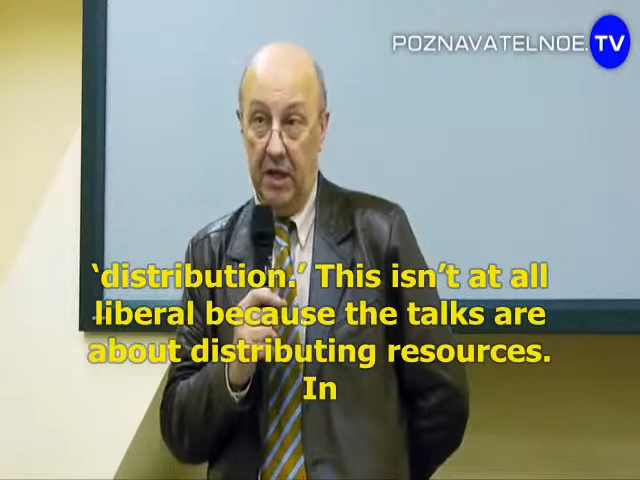 POZNAVATELNOE.TV
‘distribution.’ This isn’t at all
liberal because the talks are
about distributing resources.
In